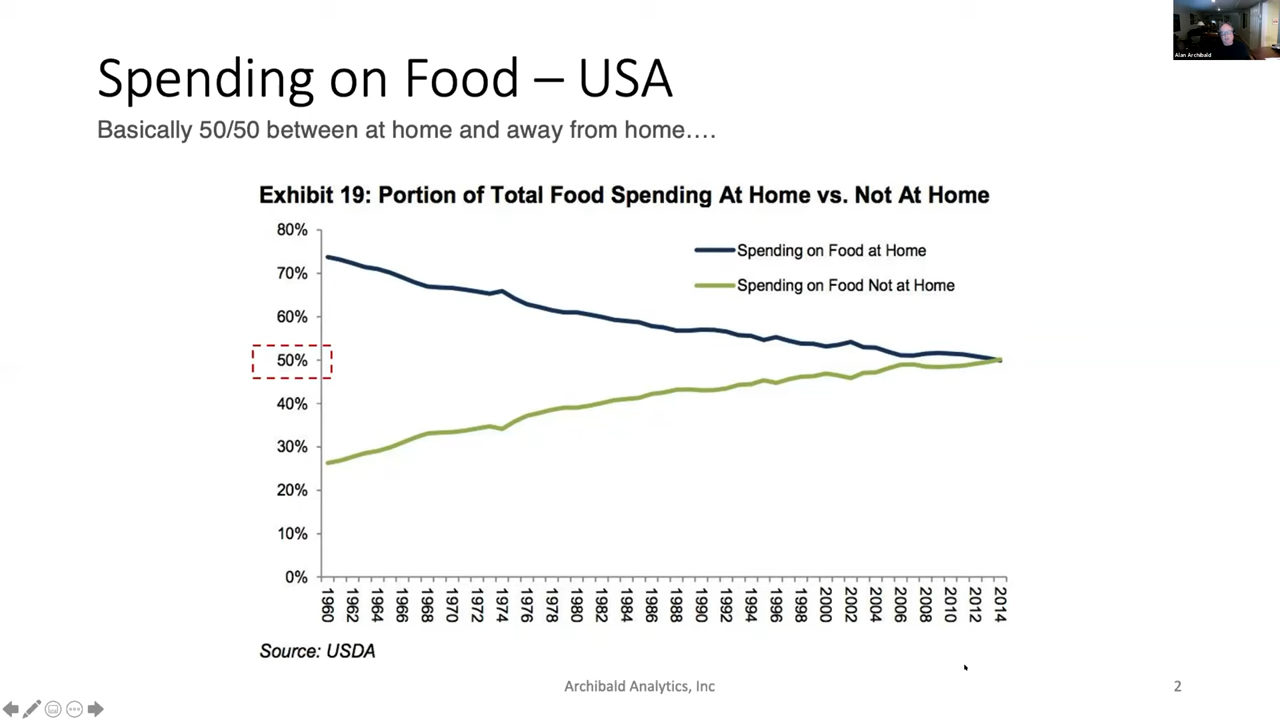 Alan Archibald
Spending on Food – USA
Basically 50/50 between at home and away from home….
Exhibit 19: Portion of Total Food Spending At Home vs. Not At Home
80%
70%
60%
50%
40%
30%
20%
10%
0%
Spending on Food at Home
Spending on Food Not at Home
1960 1962 1964 1966 1968 1970 1972 1974 1976 1978 1980 1982 1984 1986 1988 1990 1992 1994 1996 1998 2000 2002 2004 2006 2008 2010 2012 2014
Source: USDA
Archibald Analytics, Inc
2